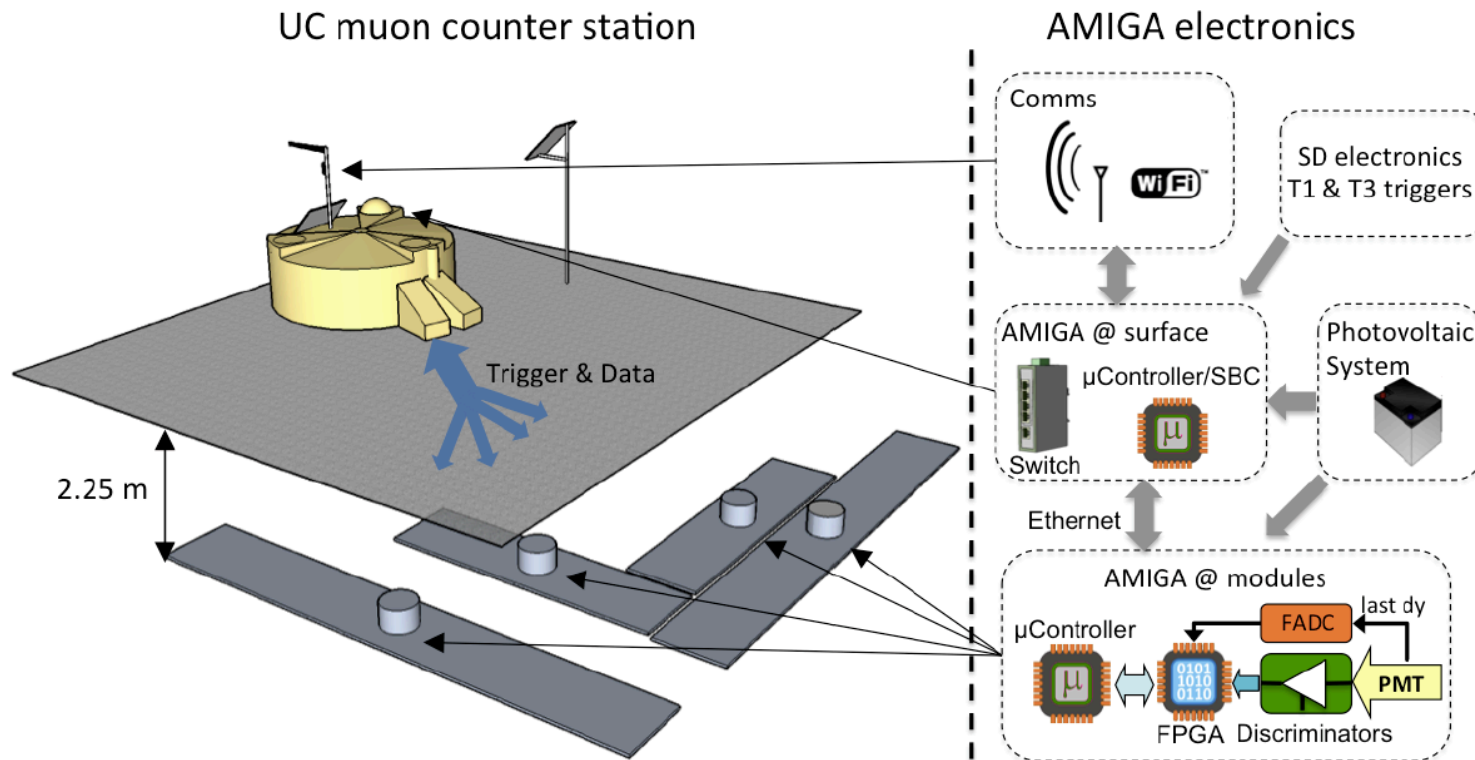 UC muon counter station
AMIGA electronics
Comms
WiFi™
SD electronics
T1 & T3 triggers
Trigger & Data
2.25 m
AMIGA @ surface
µController/SBC
µ
Switch
Photovoltaic
System
Ethernet
AMIGA @ modules
last dy
FADC
µController
µ
0101
1010
0110
PMT
FPGA
Discriminators